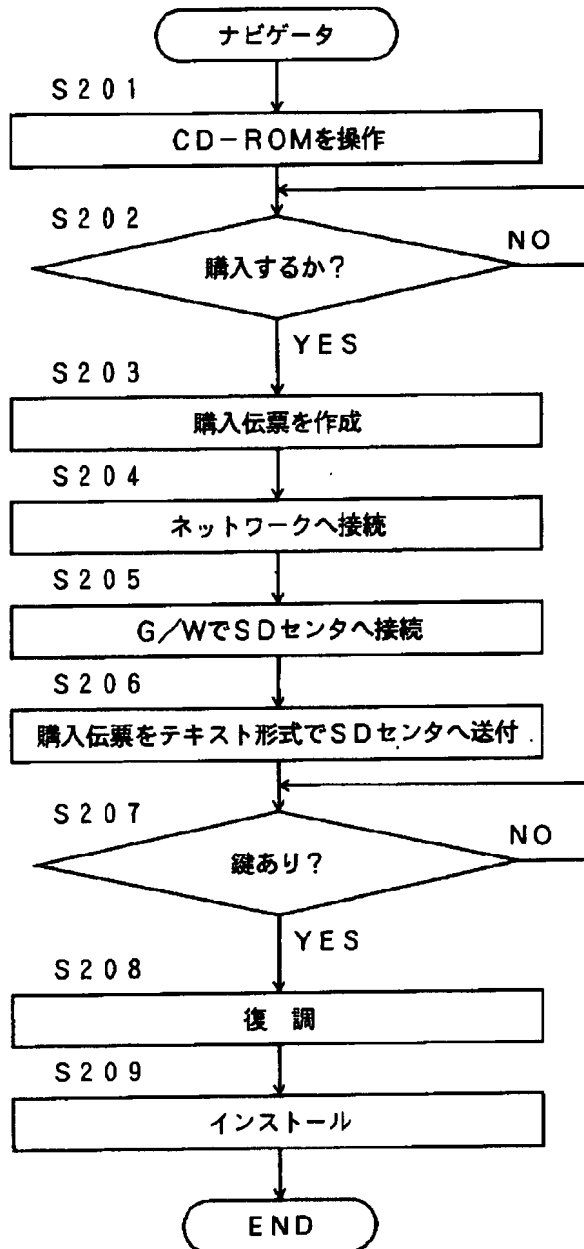 ナビゲータ
S201
CD-ROMを操作
S202
購入するか?
NO
YES
S203
購入伝票を作成
S204
ネットワークへ接続
S205
G/WでSDセンタへ接続
S206
購入伝票をテキスト形式でSDセンタへ送付
S207
鍵あり?
NO
YES
S208
復 調
S209
インストール
END